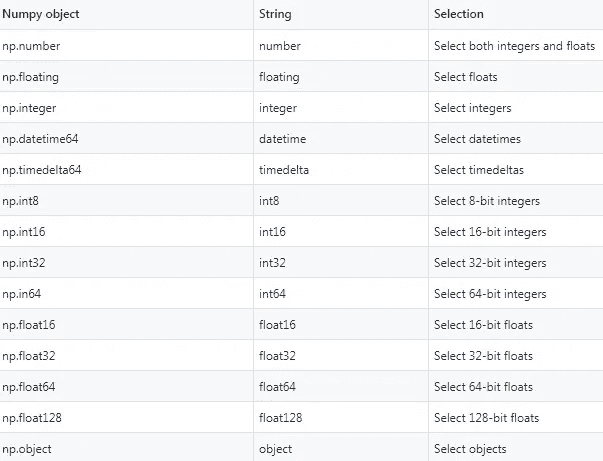 Numpy object String Selection
np.number number Select both integers and floats
np.floating floating Select floats
np.integer integer Select integers
np.datetime64 datetime Select datetimes
np.timedelta64 timedelta Select timedeltas
np.int8 int8 Select 8-bit integers
np.int16 int16 Select 16-bit integers
np.int32 int32 Select 32-bit integers
np.in64 int64 Select 64-bit integers
np.float16 float16 Select 16-bit floats
np.float32 float32 Select 32-bit floats
np.float64 float64 Select 64-bit floats
np.float128 float128 Select 128-bit floats
np.object object Select objects